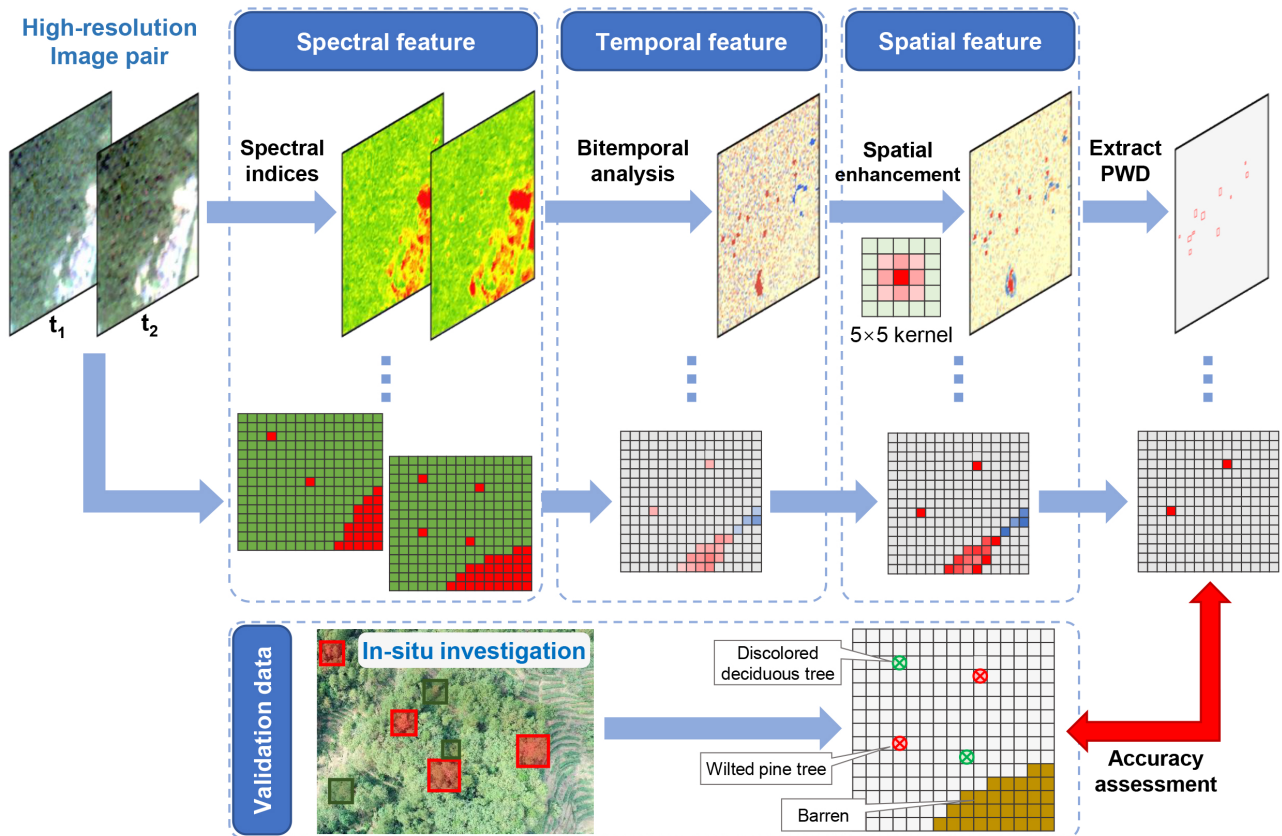 High-resolution
Image pair
Spectral feature
Temporal feature
Spatial feature
Spectral
indices
Bitemporal
analysis
Spatial
enhancement
Extract
PWD
t1
t2
5×5 kernel
Validation data
In-situ investigation
Discolored
deciduous tree
Wilted pine tree
Barren
Accuracy
assessment